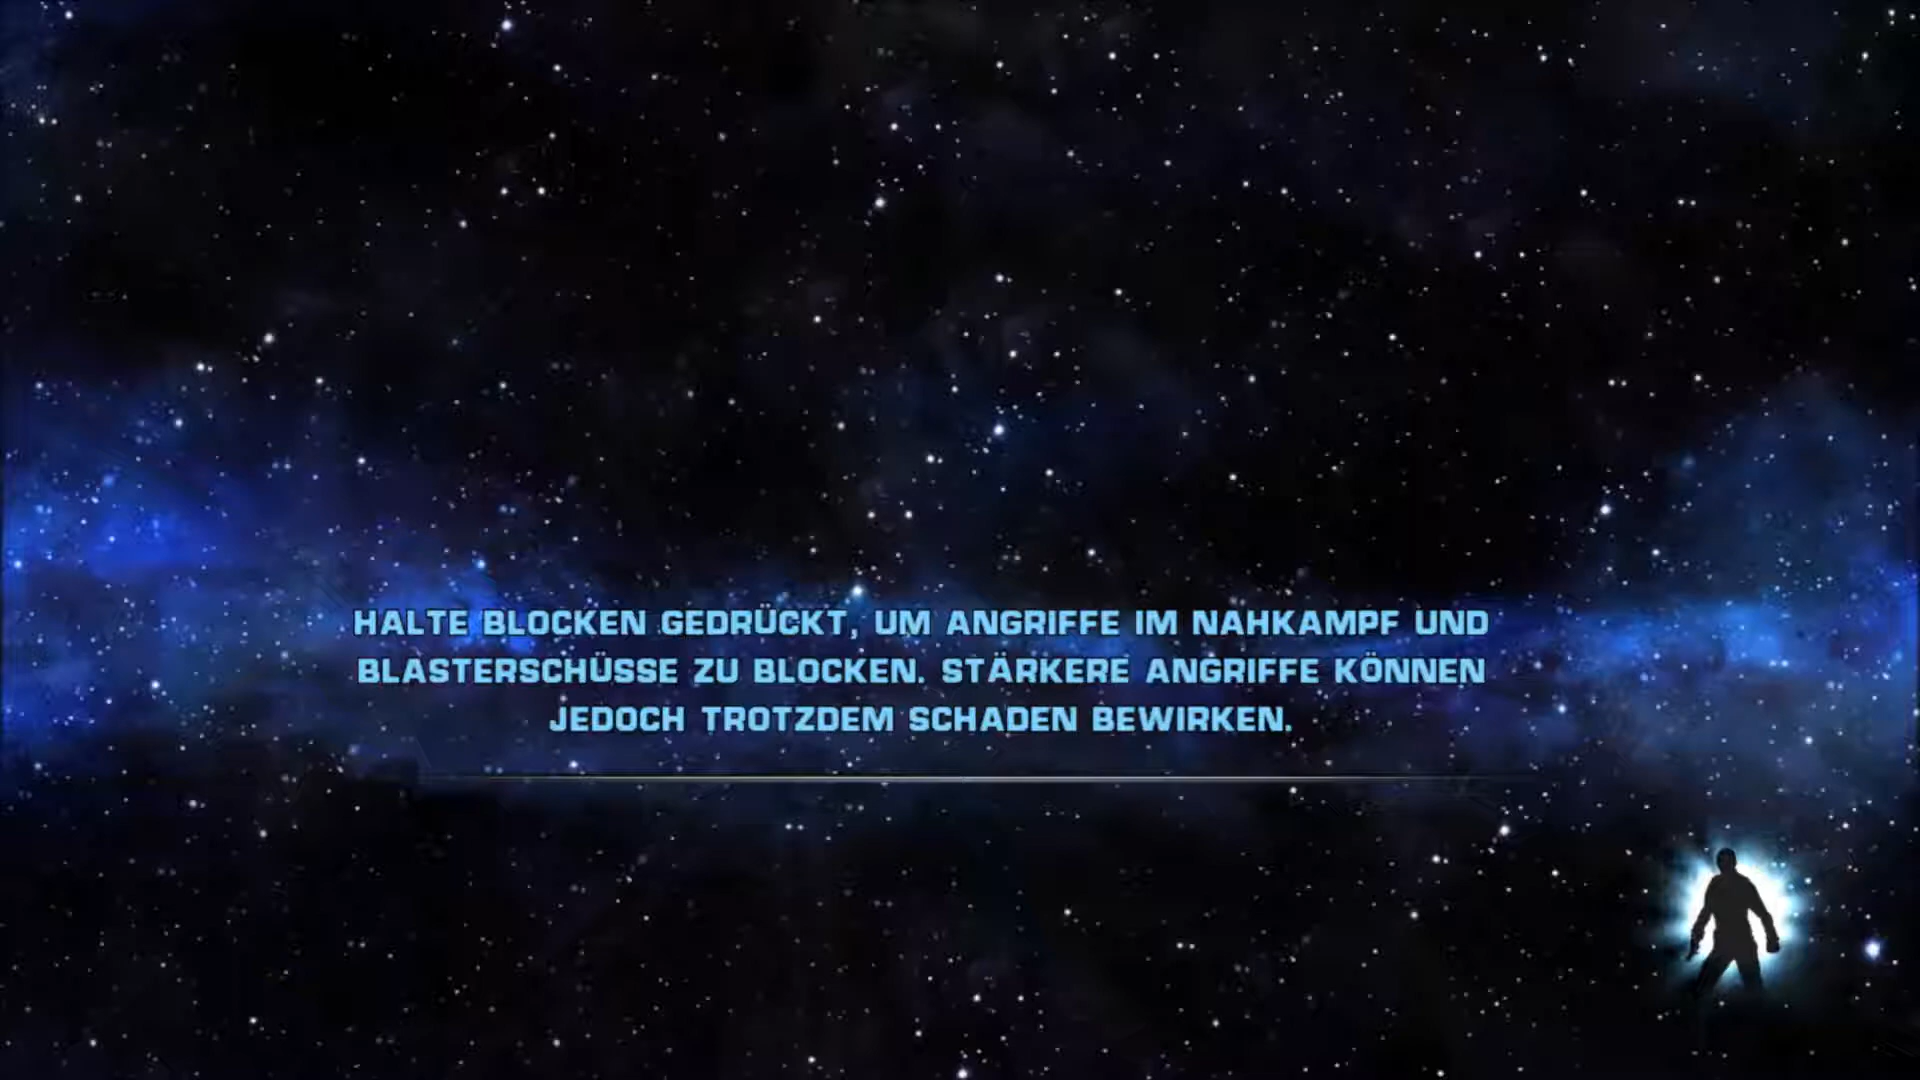 HALTE BLOCKEN GEDRÜCKT, UM ANGRIFFE IM NAHKAMPF UND
BLASTERSCHÜSSE ZU BLOCKEN. STÄRKERE ANGRIFFE KÖNNEN
JEDOCH TROTZDEM SCHADEN BEWIRKEN.